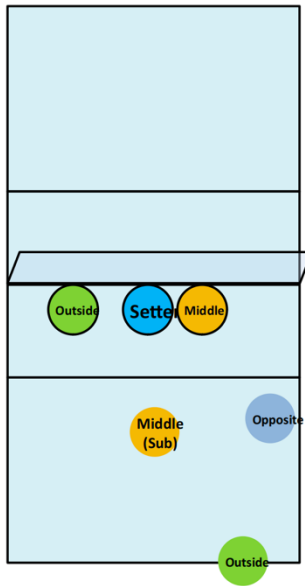 Outside
Setter
Middle
Middle
(Sub)
Opposite
Outside